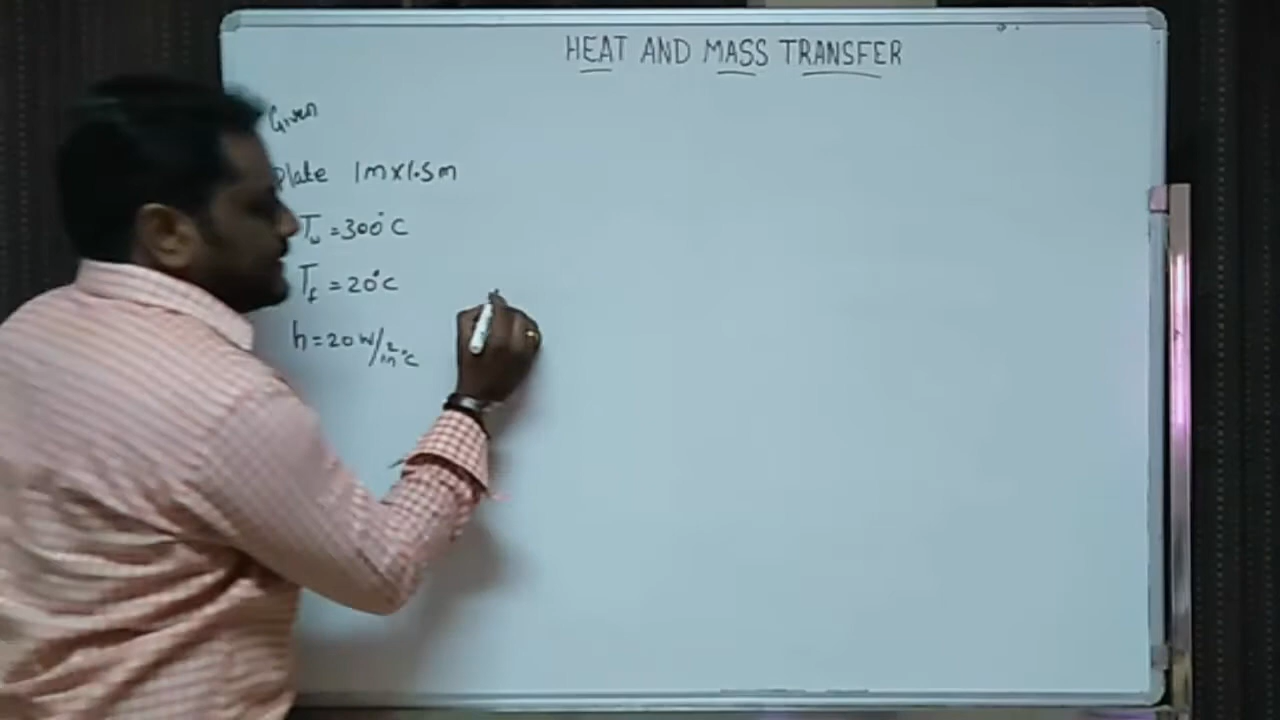 HEAT AND MASS TRANSFER
Given
Plate 1m×1.5m
Tw = 300°C
Tf = 20°C
h = 20 W/m²°C